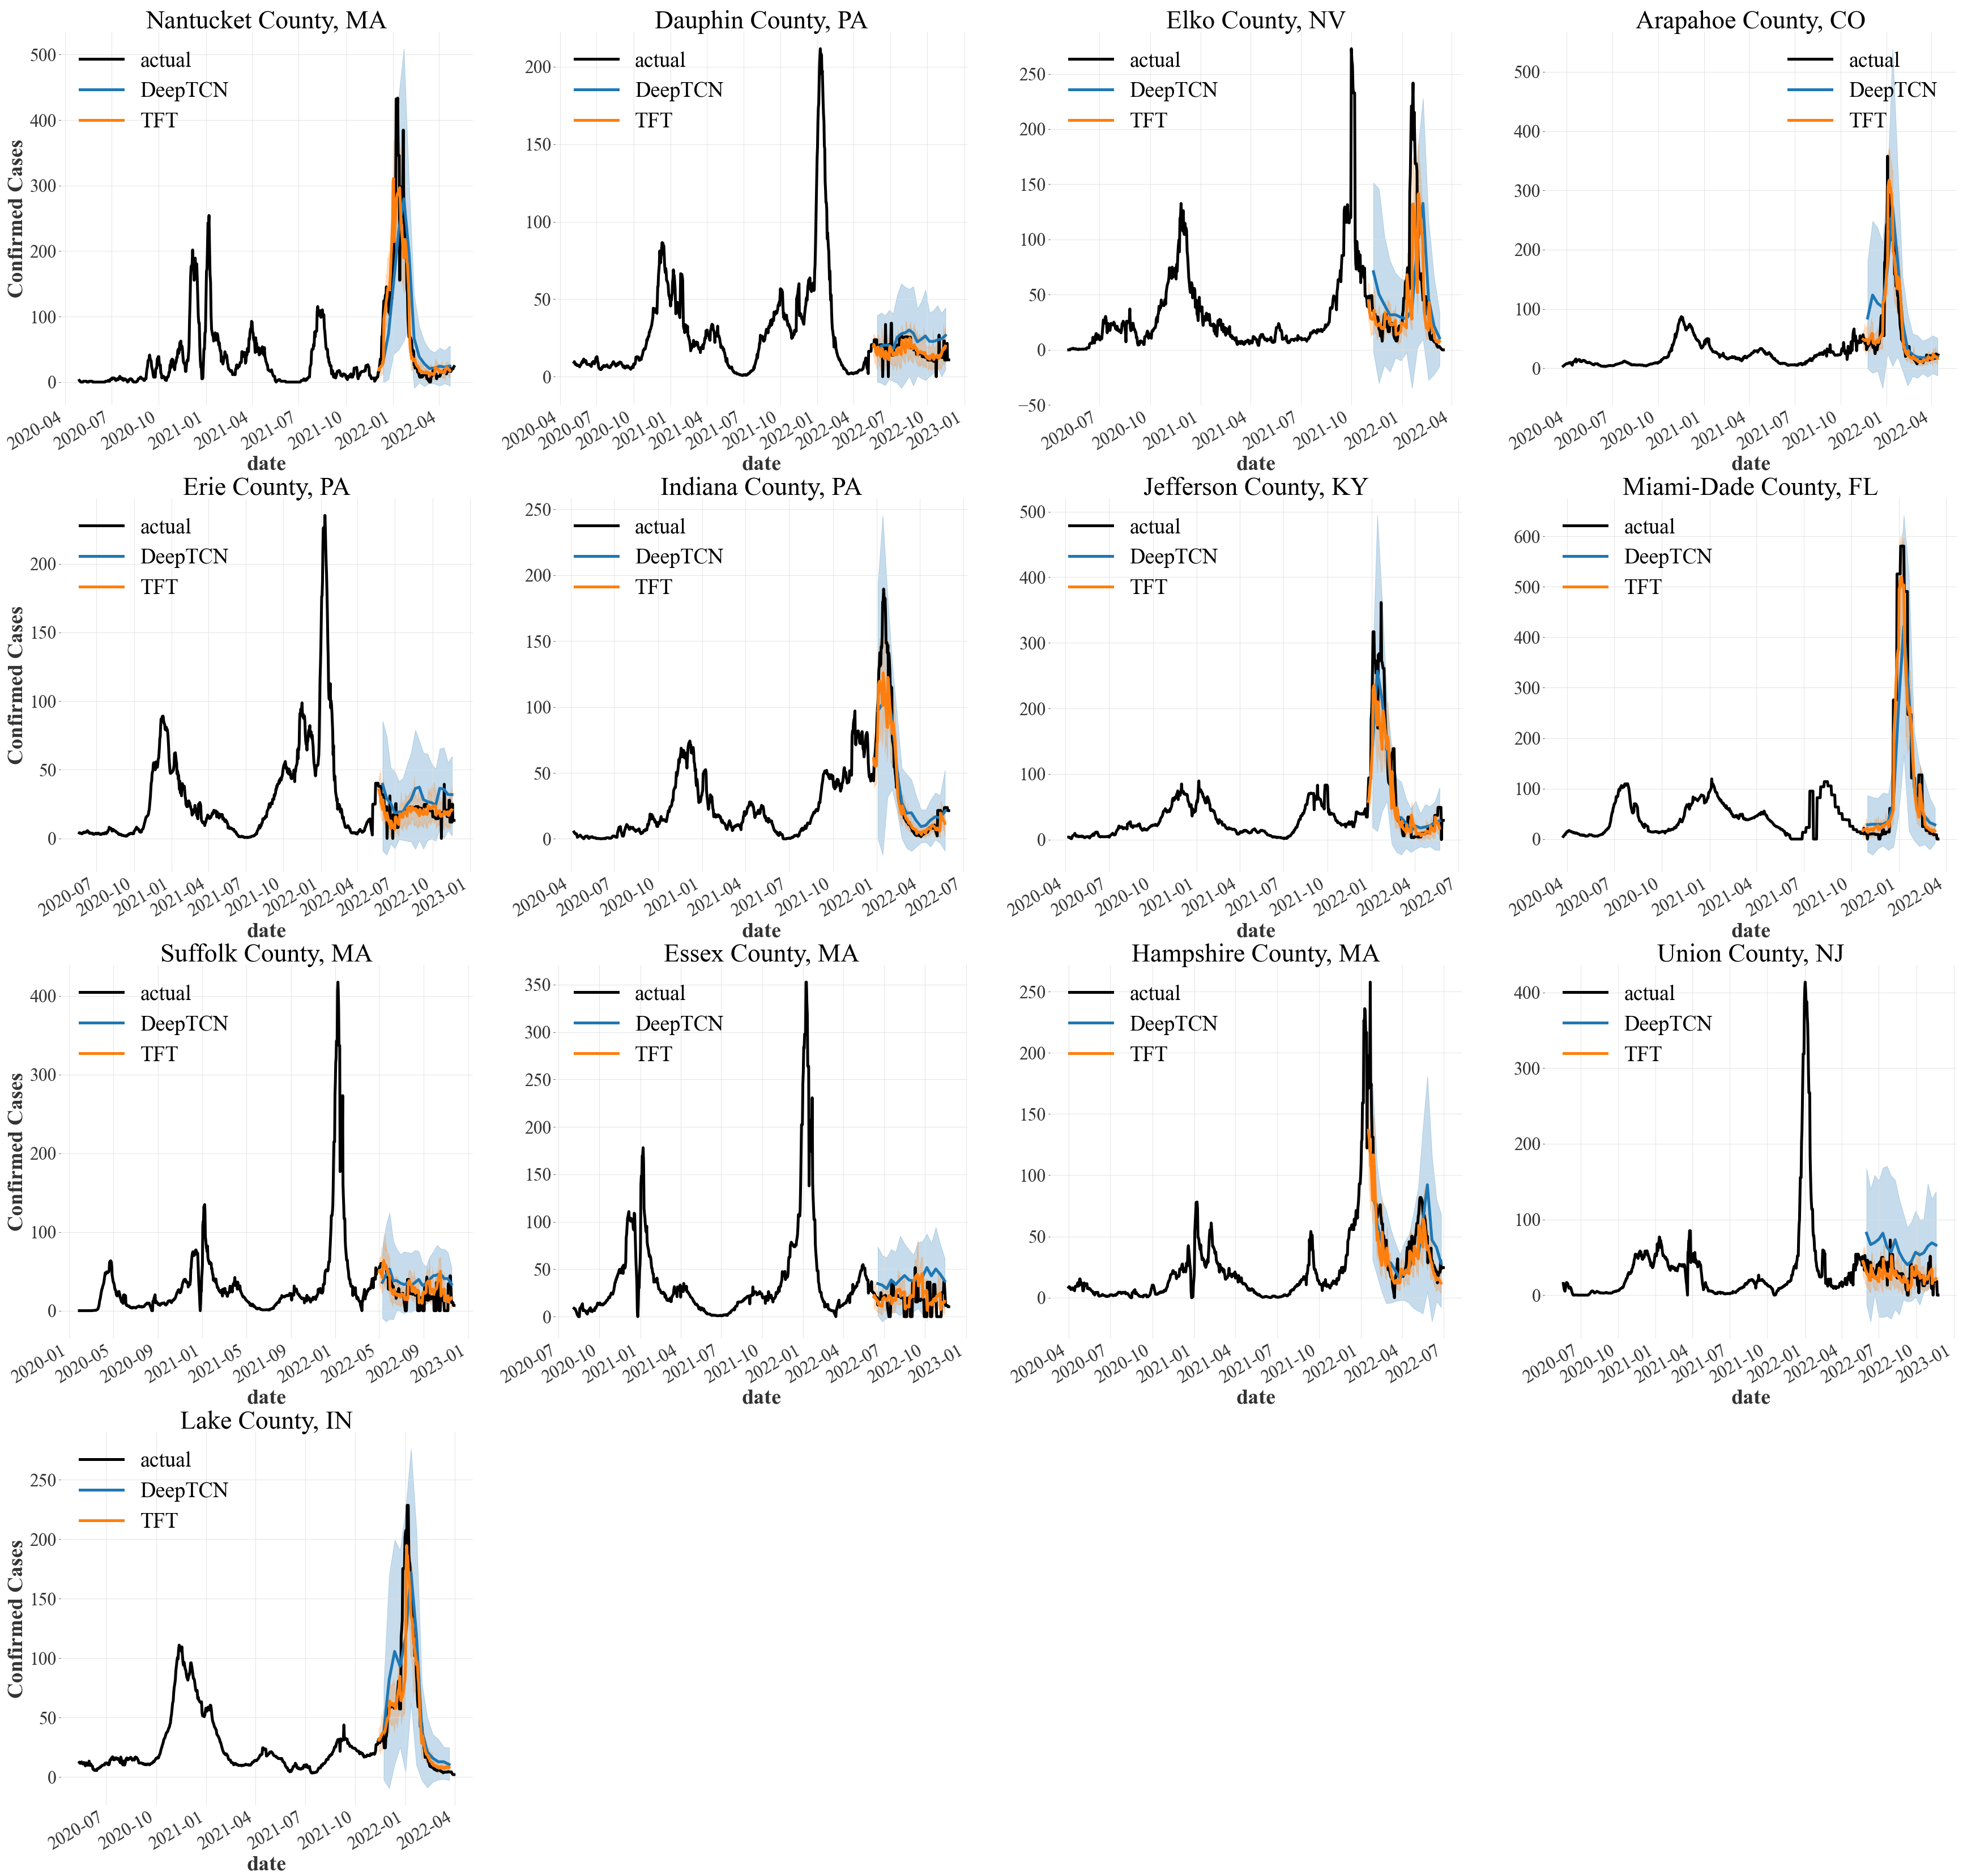 Nantucket County, MA
Dauphin County, PA
Elko County, NV
Arapahoe County, CO
Confirmed Cases
500
400
300
200
100
0
actual
DeepTCN
TFT
2020-04
2020-07
2020-10
2021-01
2021-04
2021-07
2021-10
2022-01
2022-04
date
200
150
100
50
0
actual
DeepTCN
TFT
2020-04
2020-07
2020-10
2021-01
2021-04
2021-07
2021-10
2022-01
2022-04
2022-07
2022-10
2023-01
date
250
200
150
100
50
0
−50
actual
DeepTCN
TFT
2020-07
2020-10
2021-01
2021-04
2021-07
2021-10
2022-01
2022-04
date
500
400
300
200
100
0
actual
DeepTCN
TFT
2020-04
2020-07
2020-10
2021-01
2021-04
2021-07
2021-10
2022-01
2022-04
date
Erie County, PA
Indiana County, PA
Jefferson County, KY
Miami-Dade County, FL
Confirmed Cases
200
150
100
50
0
actual
DeepTCN
TFT
2020-07
2020-10
2021-01
2021-04
2021-07
2021-10
2022-01
2022-04
2022-07
2022-10
2023-01
date
250
200
150
100
50
0
actual
DeepTCN
TFT
2020-04
2020-07
2020-10
2021-01
2021-04
2021-07
2021-10
2022-01
2022-04
2022-07
date
500
400
300
200
100
0
actual
DeepTCN
TFT
2020-04
2020-07
2020-10
2021-01
2021-04
2021-07
2021-10
2022-01
2022-04
2022-07
date
600
500
400
300
200
100
0
actual
DeepTCN
TFT
2020-04
2020-07
2020-10
2021-01
2021-04
2021-07
2021-10
2022-01
2022-04
date
Suffolk County, MA
Essex County, MA
Hampshire County, MA
Union County, NJ
Confirmed Cases
400
300
200
100
0
actual
DeepTCN
TFT
2020-01
2020-05
2020-09
2021-01
2021-05
2021-09
2022-01
2022-05
2022-09
2023-01
date
350
300
250
200
150
100
50
0
actual
DeepTCN
TFT
2020-07
2020-10
2021-01
2021-04
2021-07
2021-10
2022-01
2022-04
2022-07
2022-10
2023-01
date
250
200
150
100
50
0
actual
DeepTCN
TFT
2020-04
2020-07
2020-10
2021-01
2021-04
2021-07
2021-10
2022-01
2022-04
2022-07
date
400
300
200
100
0
actual
DeepTCN
TFT
2020-07
2020-10
2021-01
2021-04
2021-07
2021-10
2022-01
2022-04
2022-07
2022-10
2023-01
date
Lake County, IN
Confirmed Cases
250
200
150
100
50
0
actual
DeepTCN
TFT
2020-07
2020-10
2021-01
2021-04
2021-07
2021-10
2022-01
2022-04
date